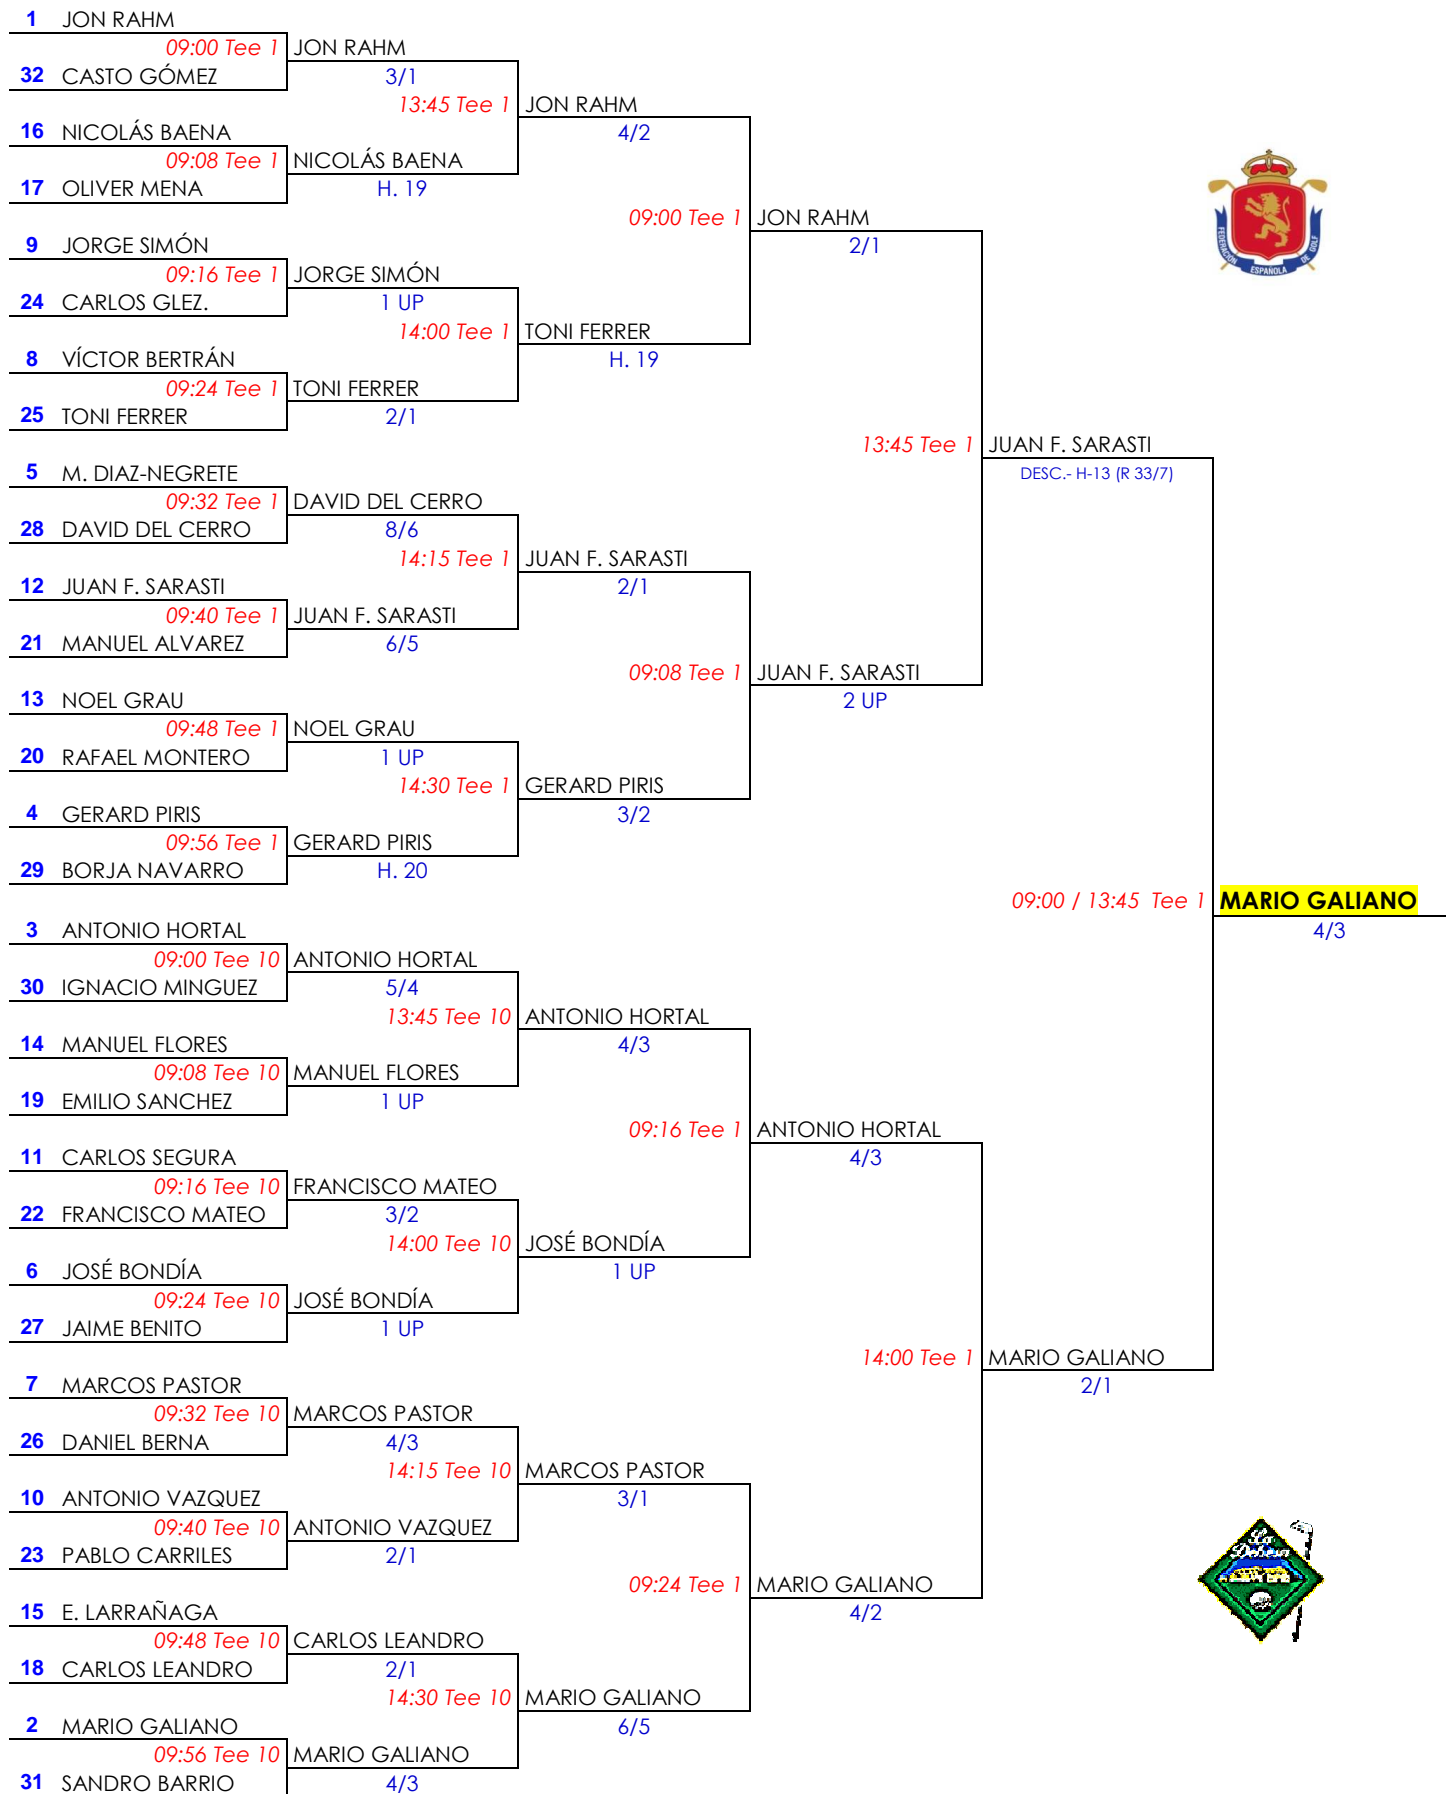 1 JON RAHM
09:00 Tee 1 JON RAHM
32 CASTO GÓMEZ 3/1
13:45 Tee 1 JON RAHM
16 NICOLÁS BAENA 4/2
09:08 Tee 1 NICOLÁS BAENA
17 OLIVER MENA H. 19
09:00 Tee 1 JON RAHM
9 JORGE SIMÓN 2/1
FEDERACIÓN ESPAÑOLA DE GOLF
09:16 Tee 1 JORGE SIMÓN
24 CARLOS GLEZ. 1 UP
14:00 Tee 1 TONI FERRER
8 VÍCTOR BERTRÁN H. 19
09:24 Tee 1 TONI FERRER
25 TONI FERRER 2/1
13:45 Tee 1 JUAN F. SARASTI
5 M. DIAZ-NEGRETE DESC.- H-13 (R 33/7)
09:32 Tee 1 DAVID DEL CERRO
28 DAVID DEL CERRO 8/6
14:15 Tee 1 JUAN F. SARASTI
12 JUAN F. SARASTI 2/1
09:40 Tee 1 JUAN F. SARASTI
21 MANUEL ALVAREZ 6/5
09:08 Tee 1 JUAN F. SARASTI
13 NOEL GRAU 2 UP
09:48 Tee 1 NOEL GRAU
20 RAFAEL MONTERO 1 UP
14:30 Tee 1 GERARD PIRIS
4 GERARD PIRIS 3/2
09:56 Tee 1 GERARD PIRIS
29 BORJA NAVARRO H. 20
09:00 / 13:45 Tee 1 MARIO GALIANO
3 ANTONIO HORTAL 4/3
09:00 Tee 10 ANTONIO HORTAL
30 IGNACIO MINGUEZ 5/4
13:45 Tee 10 ANTONIO HORTAL
14 MANUEL FLORES 4/3
09:08 Tee 10 MANUEL FLORES
19 EMILIO SANCHEZ 1 UP
09:16 Tee 1 ANTONIO HORTAL
11 CARLOS SEGURA 4/3
09:16 Tee 10 FRANCISCO MATEO
22 FRANCISCO MATEO 3/2
14:00 Tee 10 JOSÉ BONDÍA
6 JOSÉ BONDÍA 1 UP
09:24 Tee 10 JOSÉ BONDÍA
27 JAIME BENITO 1 UP
14:00 Tee 1 MARIO GALIANO
7 MARCOS PASTOR 2/1
09:32 Tee 10 MARCOS PASTOR
26 DANIEL BERNA 4/3
14:15 Tee 10 MARCOS PASTOR
10 ANTONIO VAZQUEZ 3/1
09:40 Tee 10 ANTONIO VAZQUEZ
23 PABLO CARRILES 2/1
09:24 Tee 1 MARIO GALIANO
15 E. LARRAÑAGA 4/2
09:48 Tee 10 CARLOS LEANDRO
18 CARLOS LEANDRO 2/1
14:30 Tee 10 MARIO GALIANO
2 MARIO GALIANO 6/5
09:56 Tee 10 MARIO GALIANO
31 SANDRO BARRIO 4/3